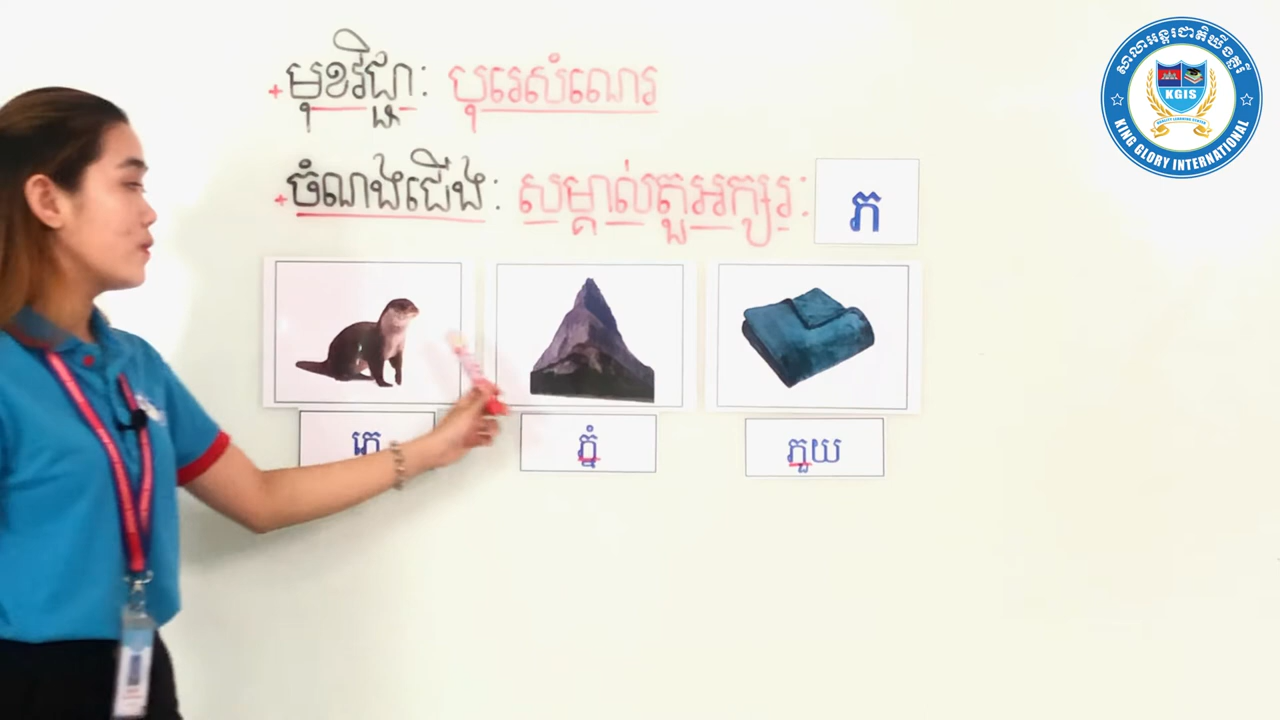 + មុខវិជ្ជា: បុរេសំណេរ
+ ចំណងជើង: សម្គាល់តួអក្សរ: ភ
ភេ
ភ្នំ
ភួយ
សាលាអន្តរជាតិឃីងគ្លរី
KGIS
KING GLORY INTERNATIONAL